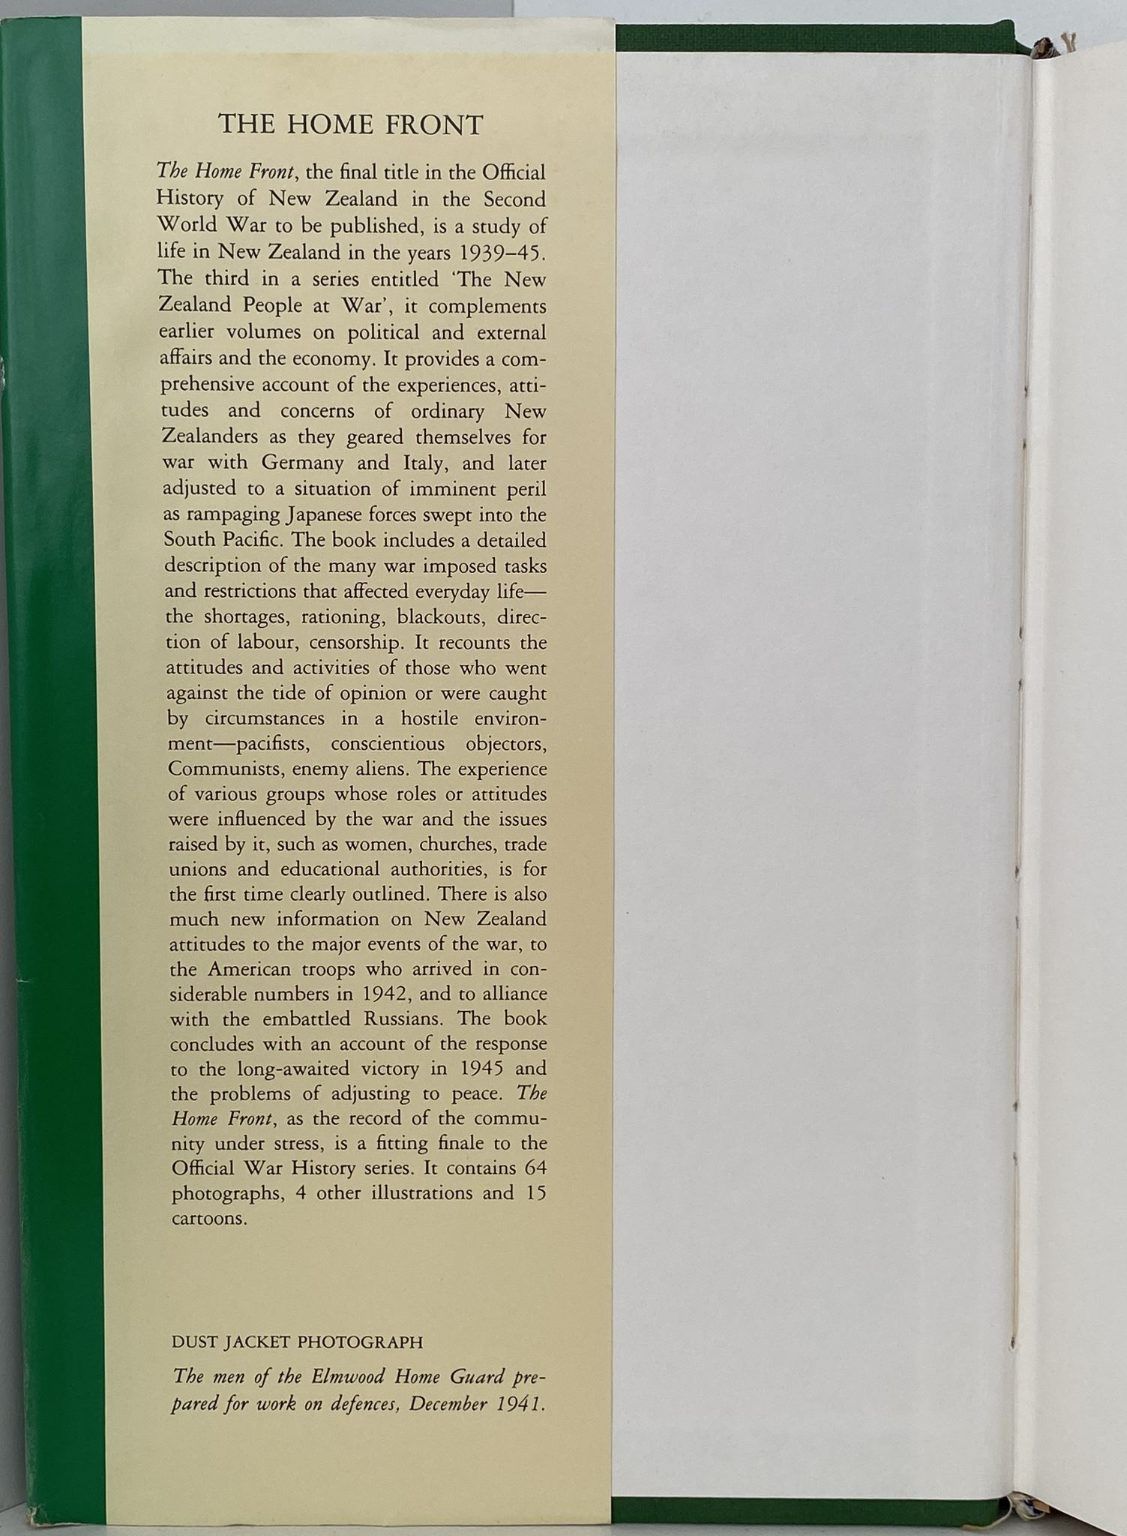 THE HOME FRONT
The Home Front, the final title in the Official
History of New Zealand in the Second
World War to be published, is a study of
life in New Zealand in the years 1939–45.
The third in a series entitled ‘The New
Zealand People at War’, it complements
earlier volumes on political and external
affairs and the economy. It provides a com-
prehensive account of the experiences, atti-
tudes and concerns of ordinary New
Zealanders as they geared themselves for
war with Germany and Italy, and later
adjusted to a situation of imminent peril
as rampaging Japanese forces swept into the
South Pacific. The book includes a detailed
description of the many war imposed tasks
and restrictions that affected everyday life—
the shortages, rationing, blackouts, direc-
tion of labour, censorship. It recounts the
attitudes and activities of those who went
against the tide of opinion or were caught
by circumstances in a hostile environ-
ment—pacifists, conscientious objectors,
Communists, enemy aliens. The experience
of various groups whose roles or attitudes
were influenced by the war and the issues
raised by it, such as women, churches, trade
unions and educational authorities, is for
the first time clearly outlined. There is also
much new information on New Zealand
attitudes to the major events of the war, to
the American troops who arrived in con-
siderable numbers in 1942, and to alliance
with the embattled Russians. The book
concludes with an account of the response
to the long-awaited victory in 1945 and
the problems of adjusting to peace. The
Home Front, as the record of the commu-
nity under stress, is a fitting finale to the
Official War History series. It contains 64
photographs, 4 other illustrations and 15
cartoons.
DUST JACKET PHOTOGRAPH
The men of the Elmwood Home Guard pre-
pared for work on defences, December 1941.